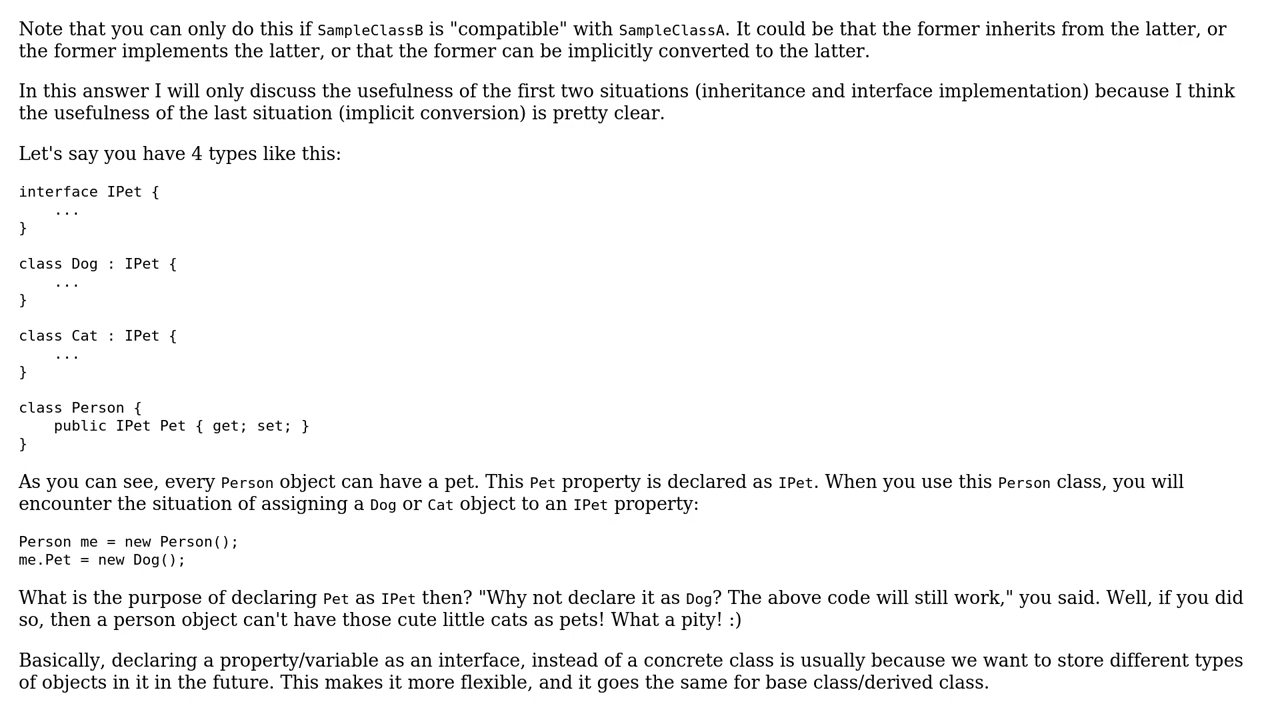 Note that you can only do this if SampleClassB is "compatible" with SampleClassA. It could be that the former inherits from the latter, or
the former implements the latter, or that the former can be implicitly converted to the latter.
In this answer I will only discuss the usefulness of the first two situations (inheritance and interface implementation) because I think
the usefulness of the last situation (implicit conversion) is pretty clear.
Let's say you have 4 types like this:
interface IPet {
    ...
}
class Dog : IPet {
    ...
}
class Cat : IPet {
    ...
}
class Person {
    public IPet Pet { get; set; }
}
As you can see, every Person object can have a pet. This Pet property is declared as IPet. When you use this Person class, you will
encounter the situation of assigning a Dog or Cat object to an IPet property:
Person me = new Person();
me.Pet = new Dog();
What is the purpose of declaring Pet as IPet then? "Why not declare it as Dog? The above code will still work," you said. Well, if you did
so, then a person object can't have those cute little cats as pets! What a pity! :)
Basically, declaring a property/variable as an interface, instead of a concrete class is usually because we want to store different types
of objects in it in the future. This makes it more flexible, and it goes the same for base class/derived class.